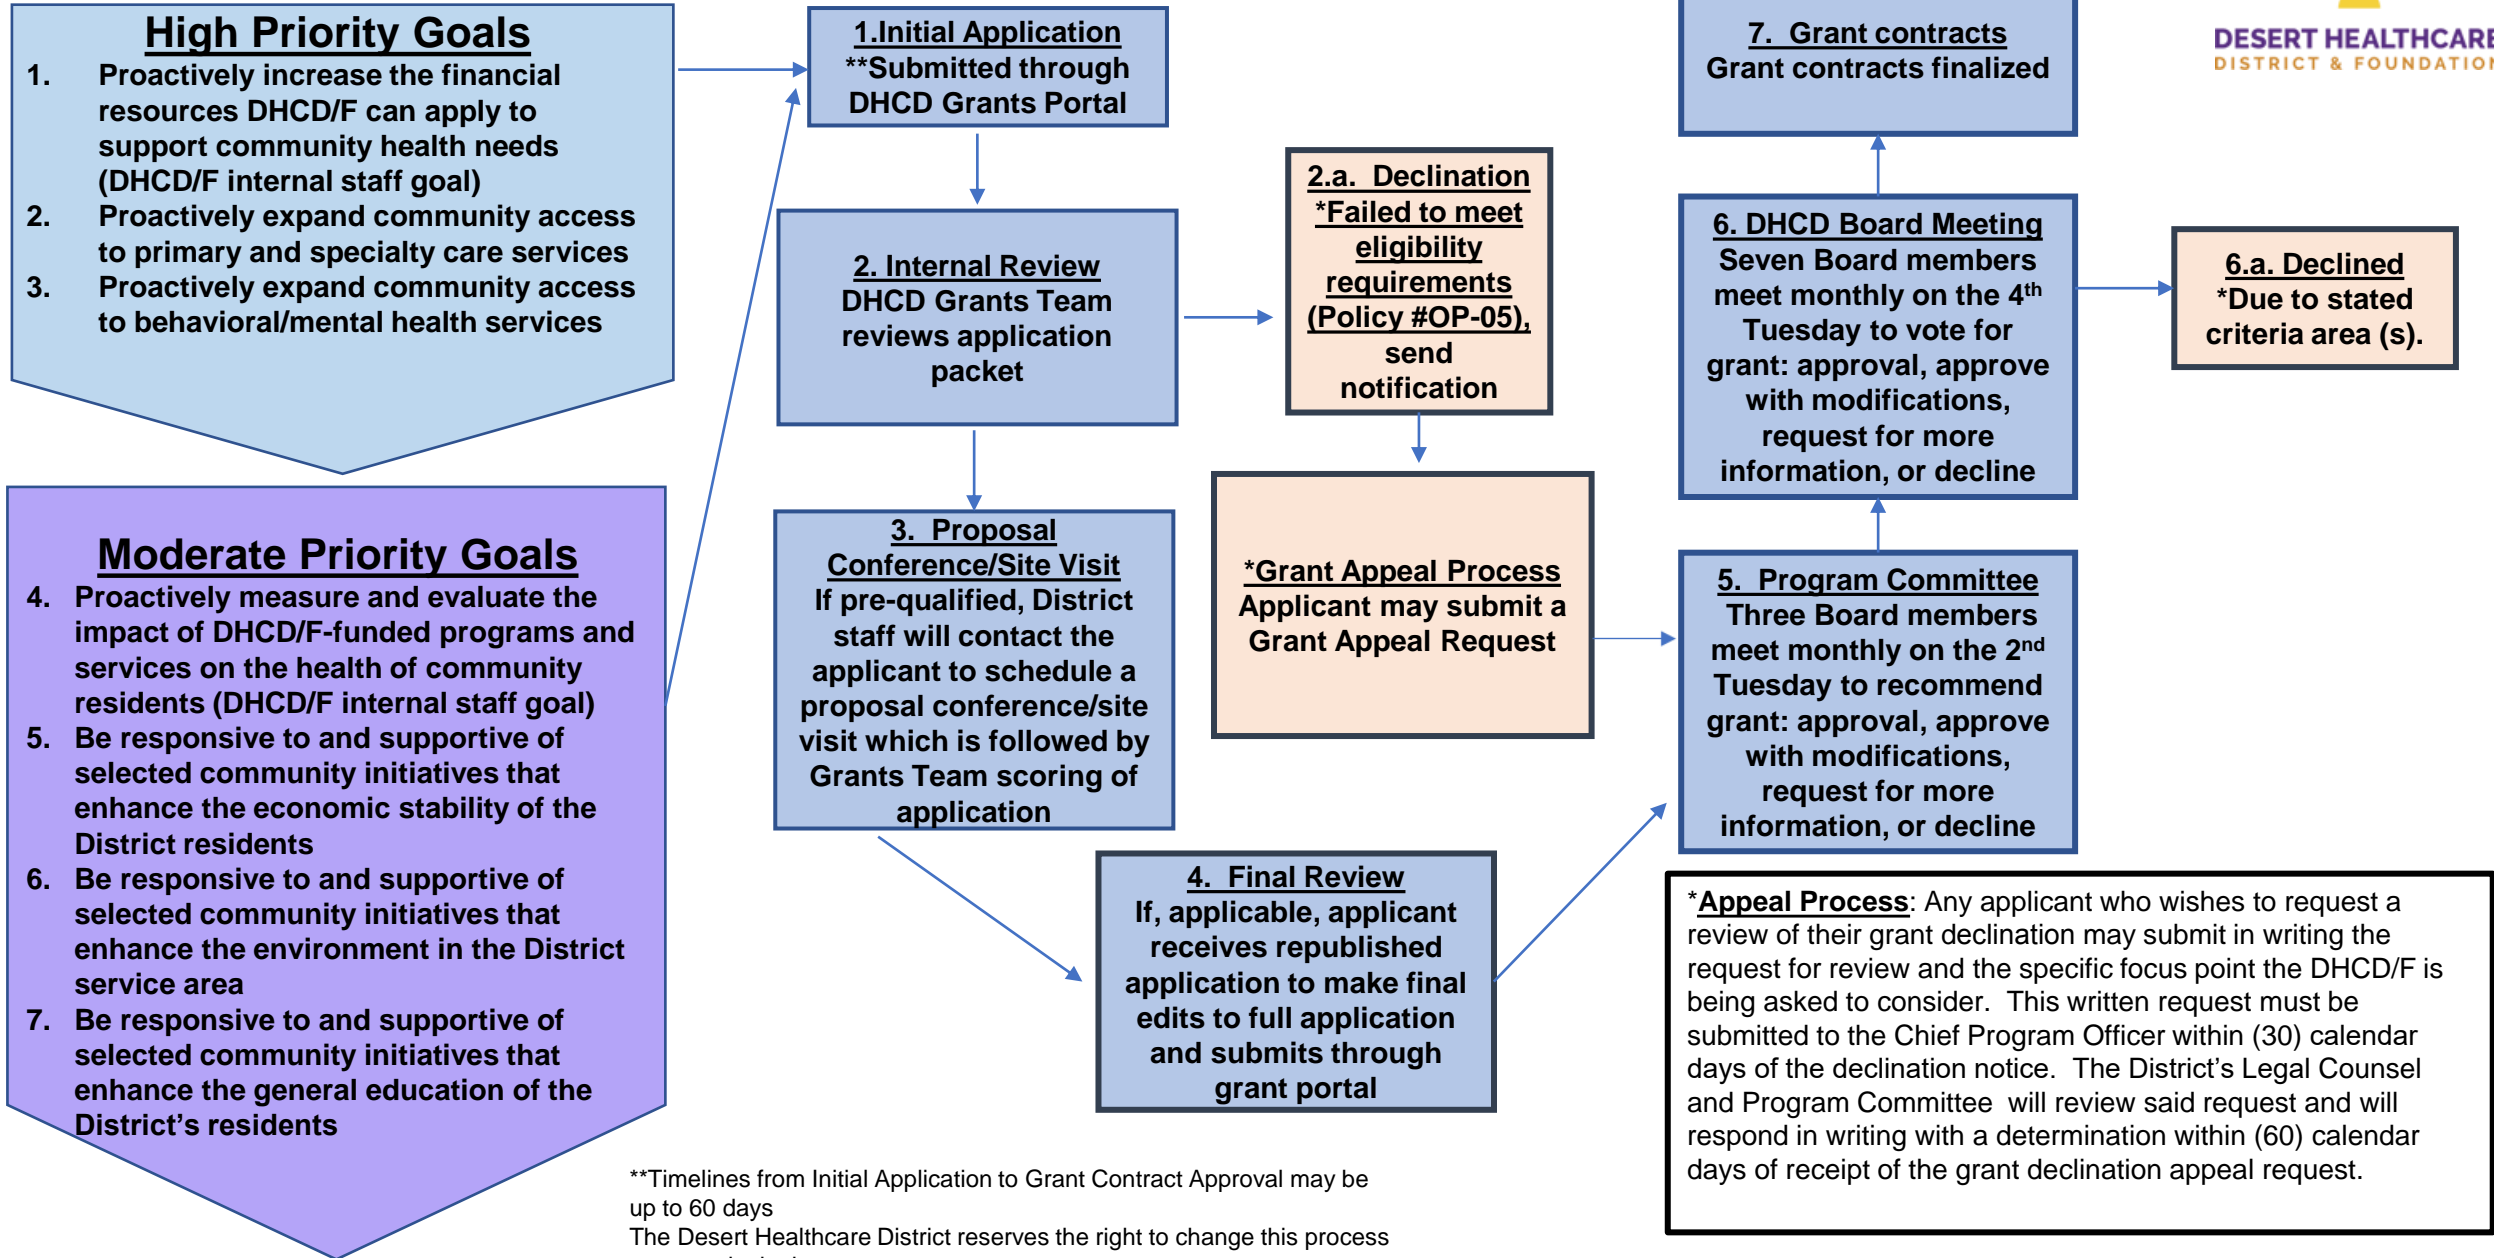 High Priority Goals
1. Proactively increase the financial
resources DHCD/F can apply to
support community health needs
(DHCD/F internal staff goal)
2. Proactively expand community access
to primary and specialty care services
3. Proactively expand community access
to behavioral/mental health services
Moderate Priority Goals
4. Proactively measure and evaluate the
impact of DHCD/F-funded programs and
services on the health of community
residents (DHCD/F internal staff goal)
5. Be responsive to and supportive of
selected community initiatives that
enhance the economic stability of the
District residents
6. Be responsive to and supportive of
selected community initiatives that
enhance the environment in the District
service area
7. Be responsive to and supportive of
selected community initiatives that
enhance the general education of the
District’s residents
1.Initial Application
**Submitted through
DHCD Grants Portal
2. Internal Review
DHCD Grants Team
reviews application
packet
2.a. Declination
*Failed to meet
eligibility
requirements
(Policy #OP-05),
send
notification
*Grant Appeal Process
Applicant may submit a
Grant Appeal Request
3. Proposal
Conference/Site Visit
If pre-qualified, District
staff will contact the
applicant to schedule a
proposal conference/site
visit which is followed by
Grants Team scoring of
application
4. Final Review
If, applicable, applicant
receives republished
application to make final
edits to full application
and submits through
grant portal
5. Program Committee
Three Board members
meet monthly on the 2nd
Tuesday to recommend
grant: approval, approve
with modifications,
request for more
information, or decline
6. DHCD Board Meeting
Seven Board members
meet monthly on the 4th
Tuesday to vote for
grant: approval, approve
with modifications,
request for more
information, or decline
6.a. Declined
*Due to stated
criteria area (s).
7. Grant contracts
Grant contracts finalized
DESERT HEALTHCARE
DISTRICT & FOUNDATION
*Appeal Process: Any applicant who wishes to request a
review of their grant declination may submit in writing the
request for review and the specific focus point the DHCD/F is
being asked to consider. This written request must be
submitted to the Chief Program Officer within (30) calendar
days of the declination notice. The District’s Legal Counsel
and Program Committee will review said request and will
respond in writing with a determination within (60) calendar
days of receipt of the grant declination appeal request.
**Timelines from Initial Application to Grant Contract Approval may be
up to 60 days
The Desert Healthcare District reserves the right to change this process